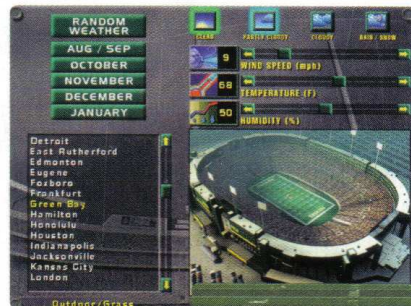 RANDOM
WEATHER
AUG / SEP
OCTOBER
NOVEMBER
DECEMBER
JANUARY
CLEAR
PARTLY CLOUDY
CLOUDY
RAIN / SNOW
9
WIND SPEED (mph)
68
TEMPERATURE (F)
50
HUMIDITY (%)
Detroit
East Rutherford
Edmonton
Eugene
Foxboro
Frankfurt
Green Bay
Hamilton
Honolulu
Houston
Indianapolis
Jacksonville
Kansas City
London
Outdoor/Grass